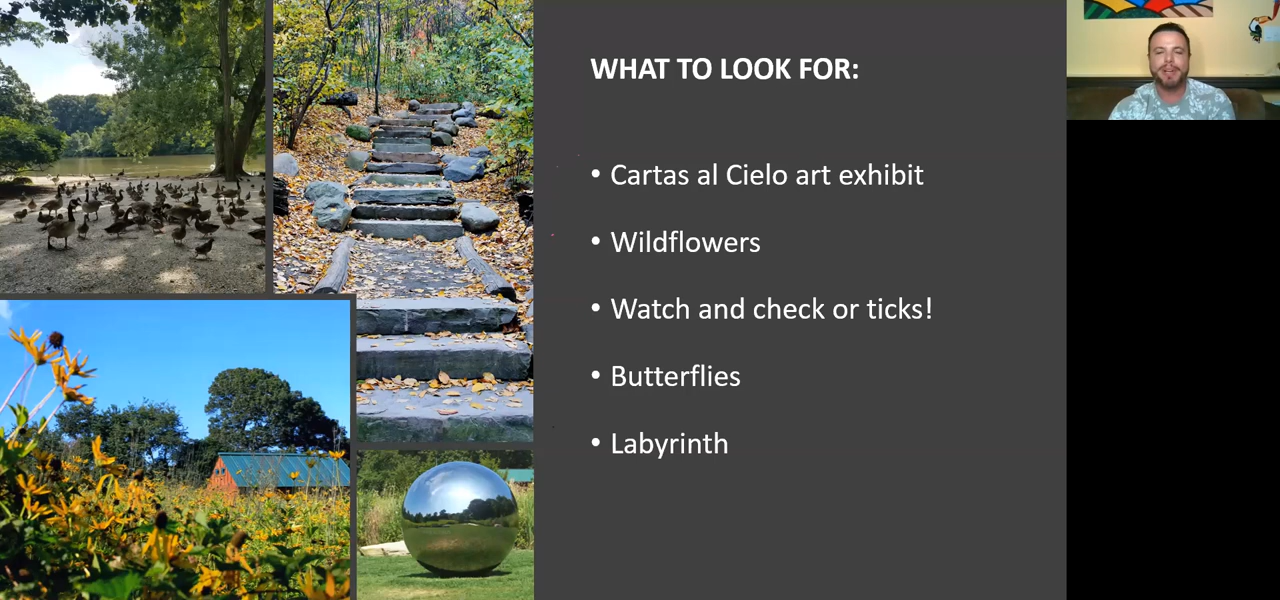 WHAT TO LOOK FOR:
• Cartas al Cielo art exhibit
• Wildflowers
• Watch and check or ticks!
• Butterflies
• Labyrinth